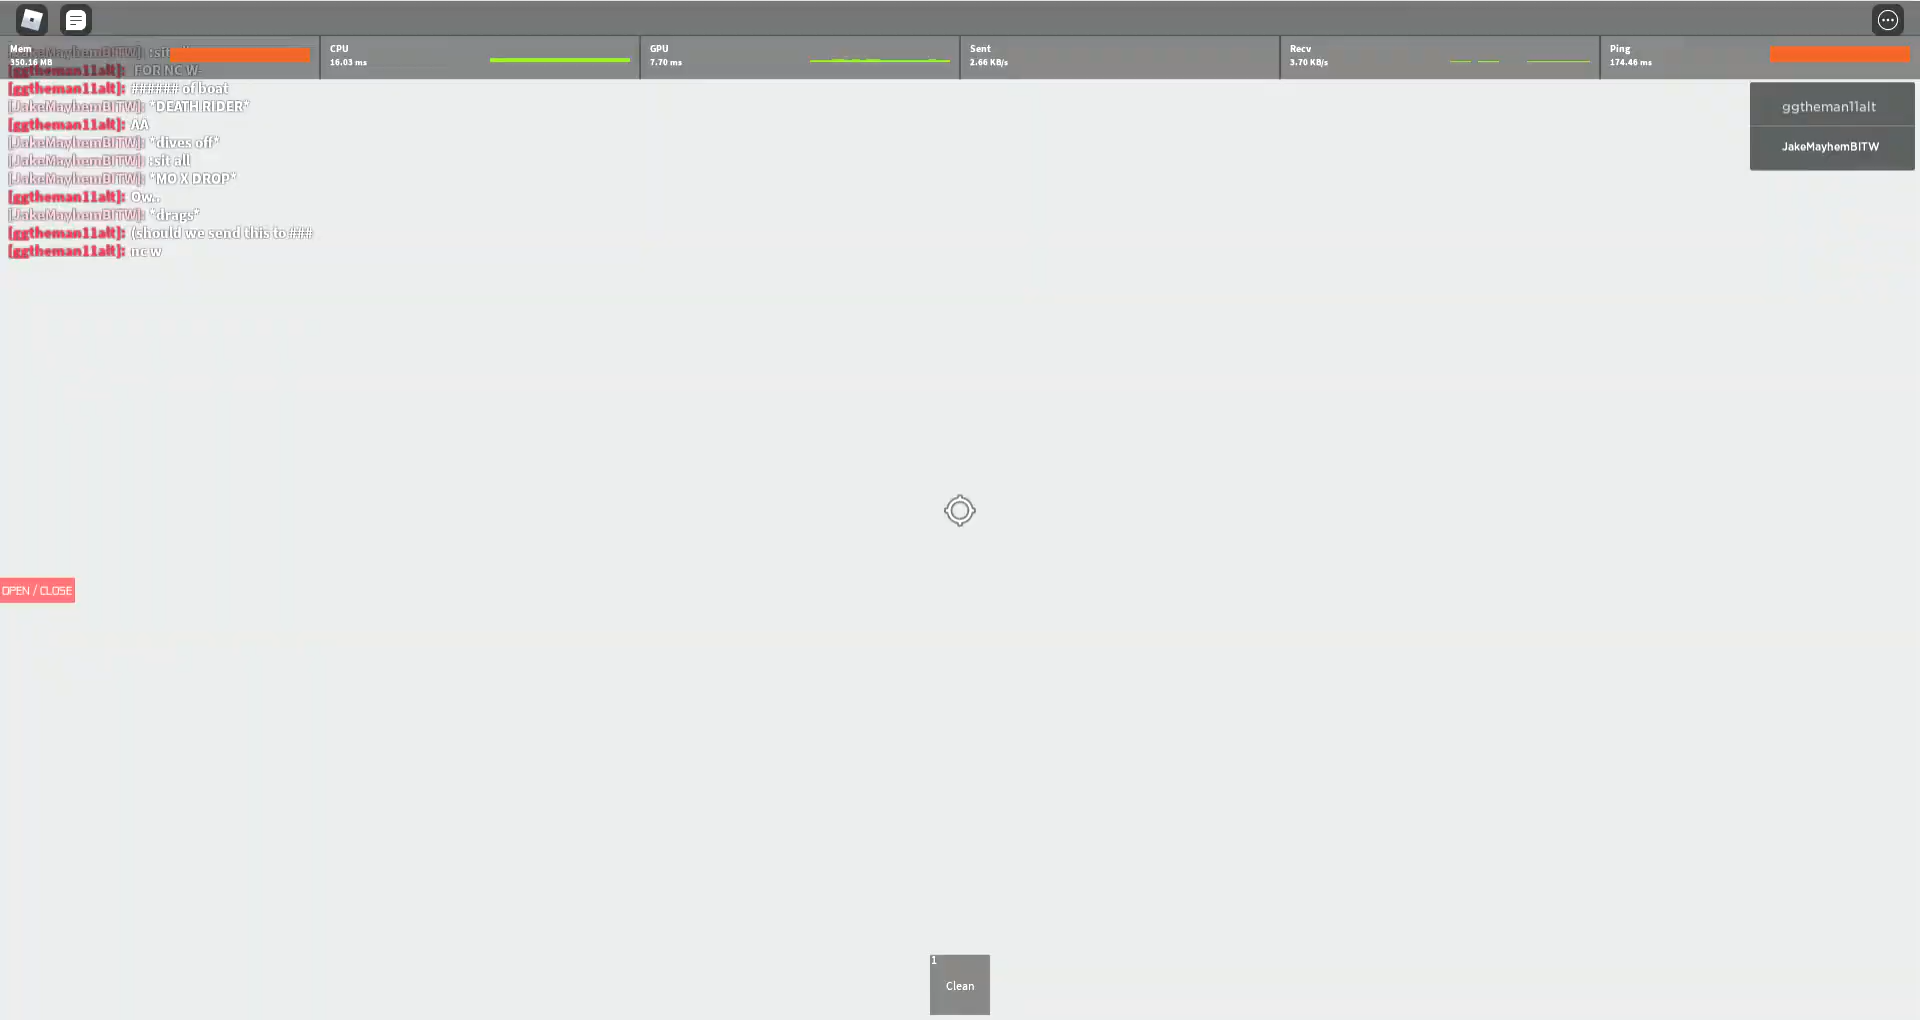 Mem
350.16 MB
CPU
16.03 ms
GPU
7.70 ms
Sent
2.66 KB/s
Recv
3.70 KB/s
Ping
174.46 ms
[JakeMayhemBITW]: :sit
[ggtheman11alt]: FOR NC W-
[ggtheman11alt]: ###### of boat
[JakeMayhemBITW]: *DEATH RIDER*
[ggtheman11alt]: AA
[JakeMayhemBITW]: *dives off*
[JakeMayhemBITW]: :sit all
[JakeMayhemBITW]: *MO X DROP*
[ggtheman11alt]: Ow..
[JakeMayhemBITW]: *drags*
[ggtheman11alt]: (should we send this to ###
[ggtheman11alt]: nc w
ggtheman11alt
JakeMayhemBITW
OPEN / CLOSE
1
Clean